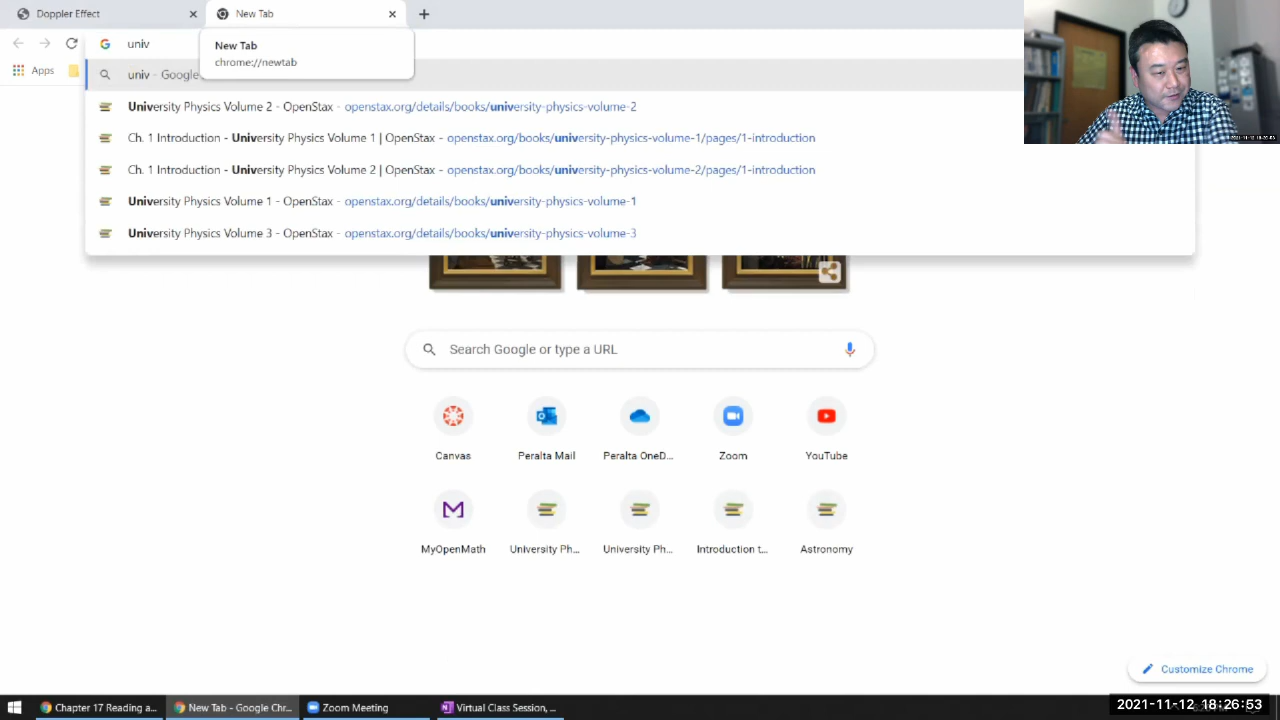 Doppler Effect
New Tab
univ
New Tab
chrome://newtab
Apps
univ - Google
University Physics Volume 2 - OpenStax - openstax.org/details/books/university-physics-volume-2
Ch. 1 Introduction - University Physics Volume 1 | OpenStax - openstax.org/books/university-physics-volume-1/pages/1-introduction
Ch. 1 Introduction - University Physics Volume 2 | OpenStax - openstax.org/books/university-physics-volume-2/pages/1-introduction
University Physics Volume 1 - OpenStax - openstax.org/details/books/university-physics-volume-1
University Physics Volume 3 - OpenStax - openstax.org/details/books/university-physics-volume-3
2021-11-12 18:26:53
Search Google or type a URL
Canvas
Peralta Mail
Peralta OneD...
Zoom
YouTube
MyOpenMath
University Ph...
University Ph...
Introduction t...
Astronomy
Customize Chrome
Chapter 17 Reading a...
New Tab - Google Chr...
Zoom Meeting
Virtual Class Session, ...
2021-11-12 18:26:53